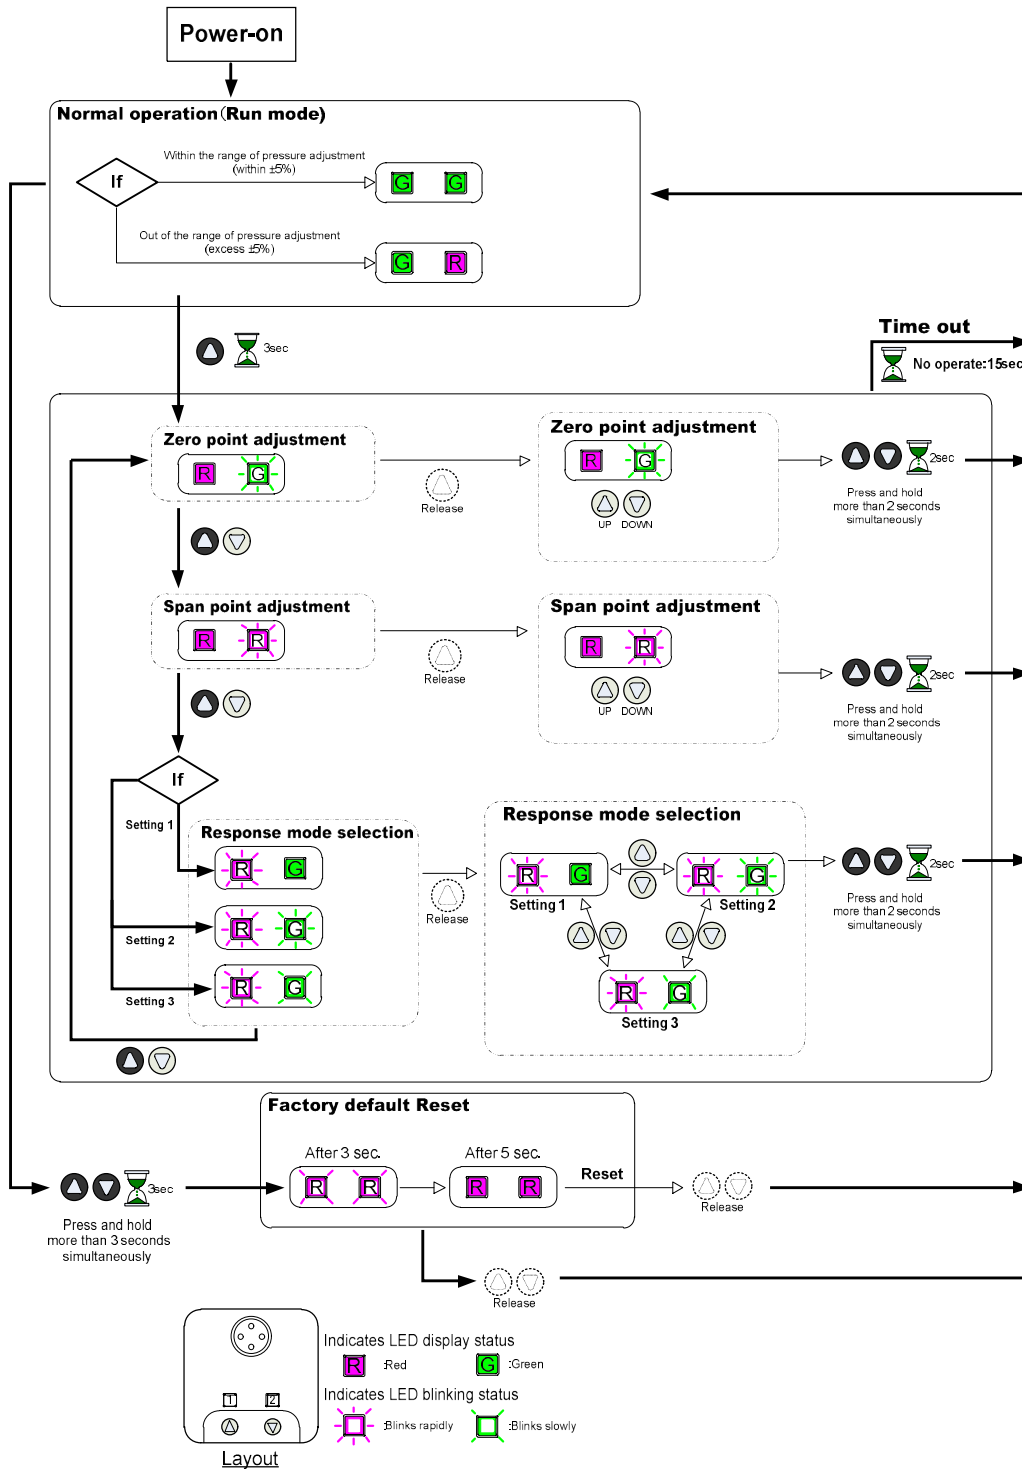 Power-on
Normal operation(Run mode)
Within the range of pressure adjustment
(within ±5%)
If
G G
Out of the range of pressure adjustment
(excess ±5%)
G R
3sec
Time out
No operate:15sec
Zero point adjustment
R G
Release
Zero point adjustment
R G
UP DOWN
2sec
Press and hold
more than 2 seconds
simultaneously
Span point adjustment
R R
Release
Span point adjustment
R R
UP DOWN
2sec
Press and hold
more than 2 seconds
simultaneously
If
Setting 1
Response mode selection
R G
Setting 2
R G
Setting 3
R G
Release
Response mode selection
R G
Setting 1
R G
Setting 2
R G
Setting 3
2sec
Press and hold
more than 2 seconds
simultaneously
Factory default Reset
After 3 sec.
R R
After 5 sec.
R R
Reset
Release
3sec
Press and hold
more than 3 seconds
simultaneously
Release
1 2
Layout
Indicates LED display status
R :Red
G :Green
Indicates LED blinking status
:Blinks rapidly
:Blinks slowly